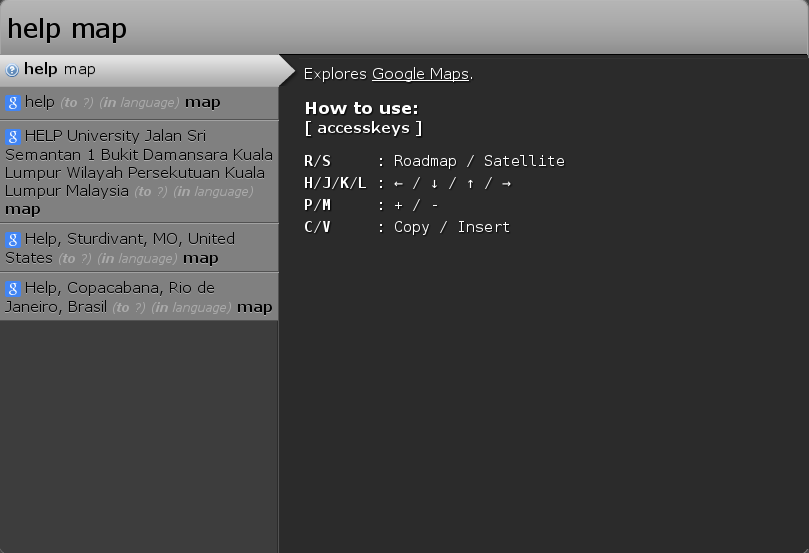 help map
help map
help (to ?) (in language) map
HELP University Jalan Sri
Semantan 1 Bukit Damansara Kuala
Lumpur Wilayah Persekutuan Kuala
Lumpur Malaysia (to ?) (in language)
map
Help, Sturdivant, MO, United
States (to ?) (in language) map
Help, Copacabana, Rio de
Janeiro, Brasil (to ?) (in language) map
Explores Google Maps.
How to use:
[ accesskeys ]
R/S : Roadmap / Satellite
H/J/K/L : ← / ↓ / ↑ / →
P/M : + / -
C/V : Copy / Insert